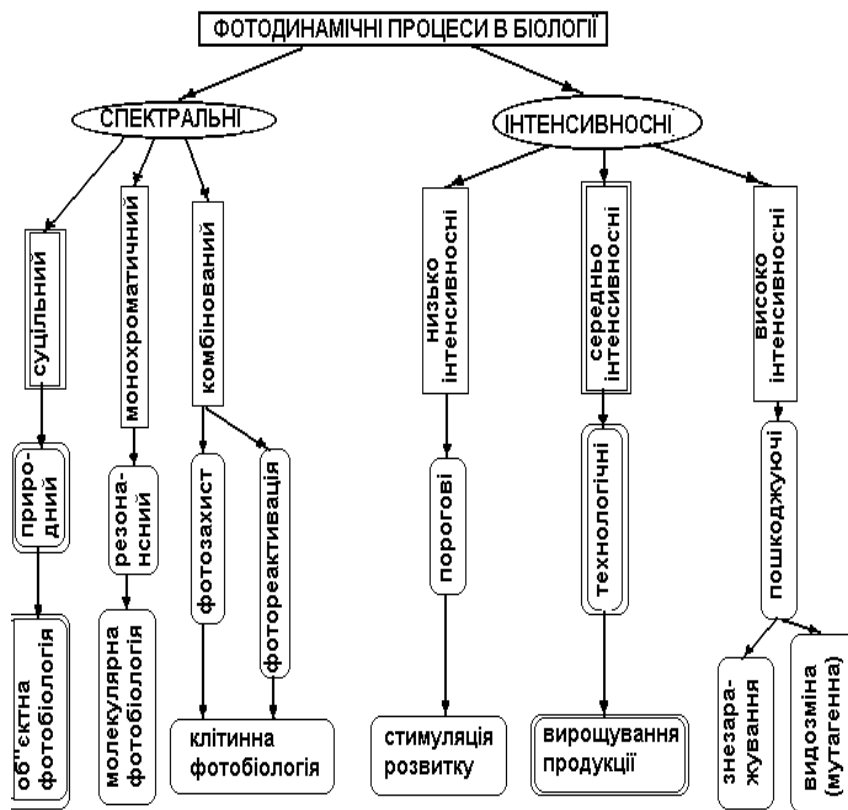 ФОТОДИНАМІЧНІ ПРОЦЕСИ В БІОЛОГІЇ
СПЕКТРАЛЬНІ
ІНТЕНСИВНОСНІ
суцільний
монохроматичний
комбінований
низько
інтенсивносні
середньо
інтенсивносні
високо
інтенсивносні
приро-
дний
резона-
нсний
фотозахист
фотореактивація
порогові
технологічні
пошкоджуючі
об"єктна
фотобіологія
молекулярна
фотобіологія
клітинна
фотобіологія
стимуляція
розвитку
вирощування
продукції
знезара-
жування
видозміна
(мутагенна)